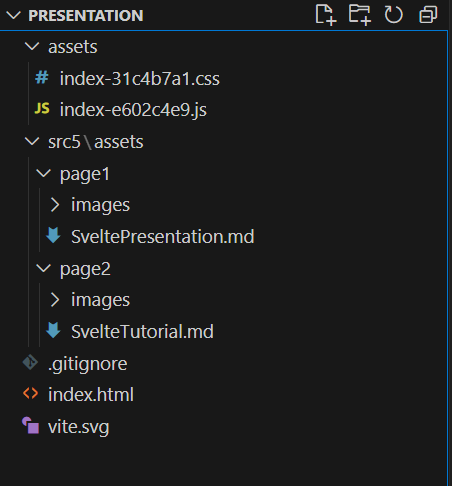 PRESENTATION
assets
# index-31c4b7a1.css
JS index-e602c4e9.js
src5\assets
page1
images
SveltePresentation.md
page2
images
SvelteTutorial.md
.gitignore
<> index.html
vite.svg